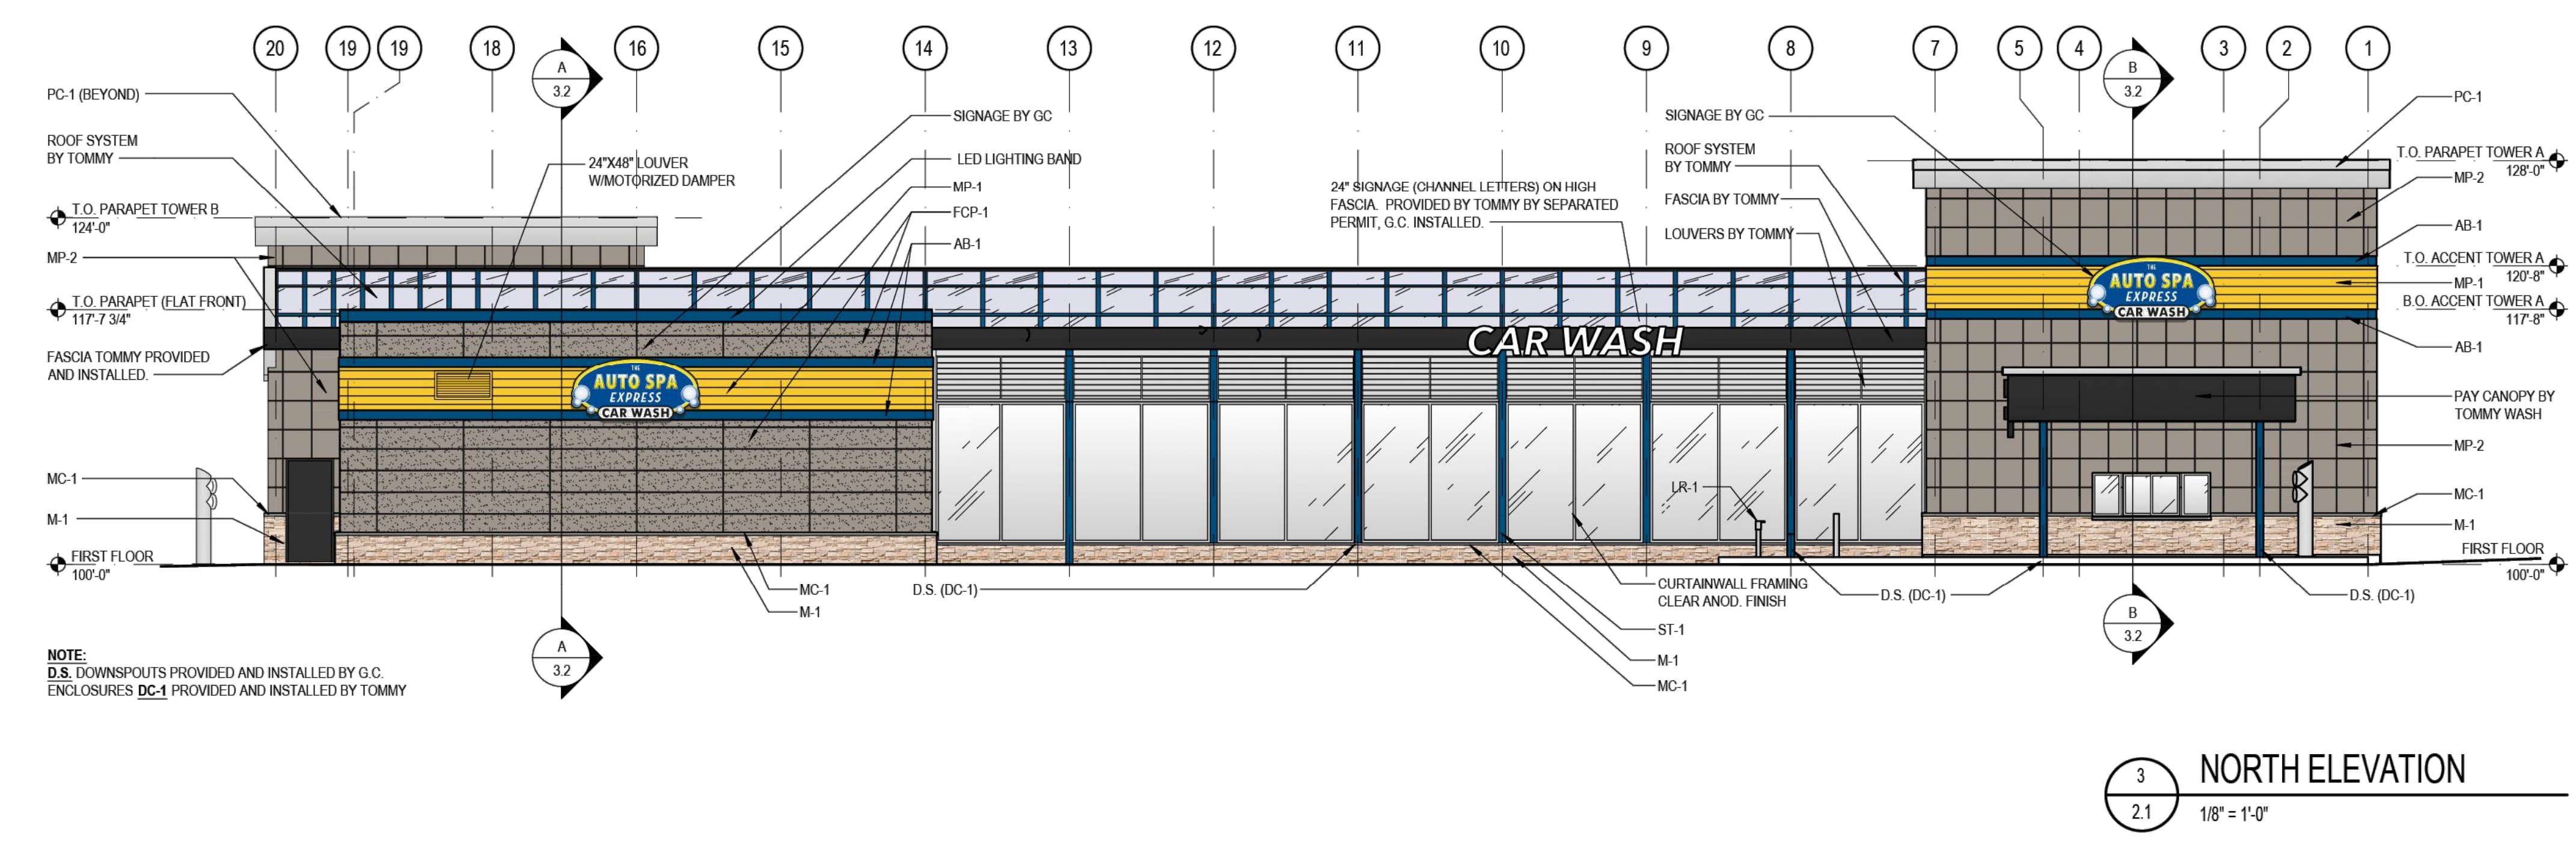 20
19
19
18
16
15
14
13
12
11
10
9
8
7
5
4
3
2
1
A
3.2
B
3.2
PC-1 (BEYOND)
ROOF SYSTEM
BY TOMMY
T.O. PARAPET TOWER B
124'-0"
MP-2
T.O. PARAPET (FLAT FRONT)
117'-7 3/4"
FASCIA TOMMY PROVIDED
AND INSTALLED.
MC-1
M-1
FIRST FLOOR
100'-0"
24"X48" LOUVER
W/MOTORIZED DAMPER
SIGNAGE BY GC
LED LIGHTING BAND
MP-1
FCP-1
AB-1
THE
AUTO SPA
EXPRESS
CAR WASH
24" SIGNAGE (CHANNEL LETTERS) ON HIGH
FASCIA. PROVIDED BY TOMMY BY SEPARATED
PERMIT, G.C. INSTALLED.
SIGNAGE BY GC
ROOF SYSTEM
BY TOMMY
FASCIA BY TOMMY
LOUVERS BY TOMMY
CAR WASH
LR-1
THE
AUTO SPA
EXPRESS
CAR WASH
PC-1
T.O. PARAPET TOWER A
128'-0"
MP-2
AB-1
T.O. ACCENT TOWER A
120'-8"
MP-1
B.O. ACCENT TOWER A
117'-8"
AB-1
PAY CANOPY BY
TOMMY WASH
MP-2
MC-1
M-1
FIRST FLOOR
100'-0"
MC-1
M-1
D.S. (DC-1)
CURTAINWALL FRAMING
CLEAR ANOD. FINISH
ST-1
M-1
MC-1
D.S. (DC-1)
D.S. (DC-1)
A
3.2
B
3.2
NOTE:
D.S. DOWNSPOUTS PROVIDED AND INSTALLED BY G.C.
ENCLOSURES DC-1 PROVIDED AND INSTALLED BY TOMMY
3
2.1
NORTH ELEVATION
1/8" = 1'-0"